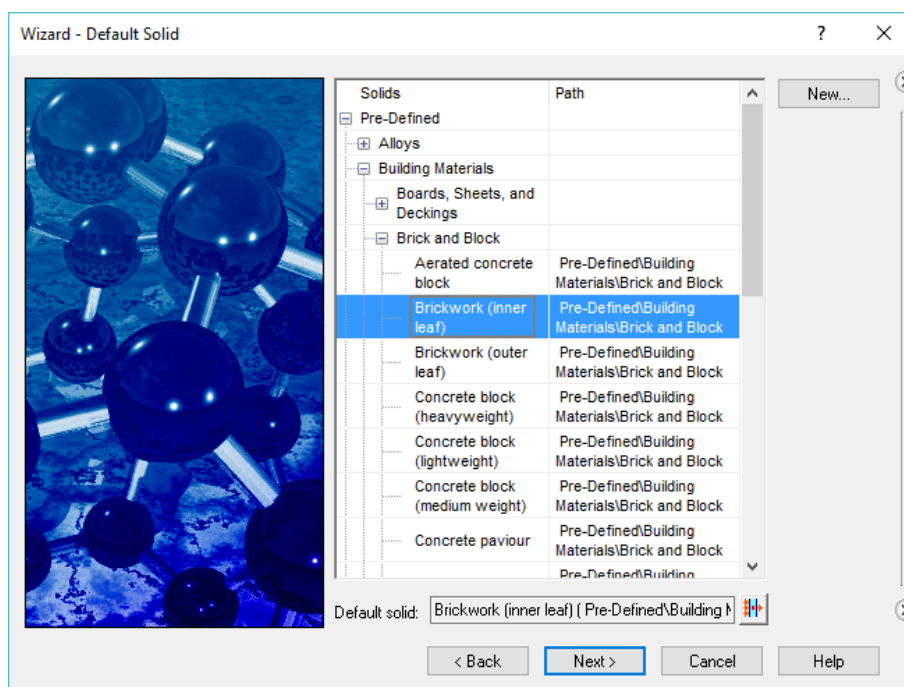 Wizard - Default Solid
?
Solids Path
New...
Pre-Defined
Alloys
Building Materials
Boards, Sheets, and
Deckings
Brick and Block
Aerated concrete Pre-Defined\Building
block Materials\Brick and Block
Brickwork (inner Pre-Defined\Building
leaf) Materials\Brick and Block
Brickwork (outer Pre-Defined\Building
leaf) Materials\Brick and Block
Concrete block Pre-Defined\Building
(heavyweight) Materials\Brick and Block
Concrete block Pre-Defined\Building
(lightweight) Materials\Brick and Block
Concrete block Pre-Defined\Building
(medium weight) Materials\Brick and Block
Concrete paviour Pre-Defined\Building
Materials\Brick and Block
Pre-Defined\Building
Default solid: Brickwork (inner leaf) ( Pre-Defined\Building
< Back Next > Cancel Help